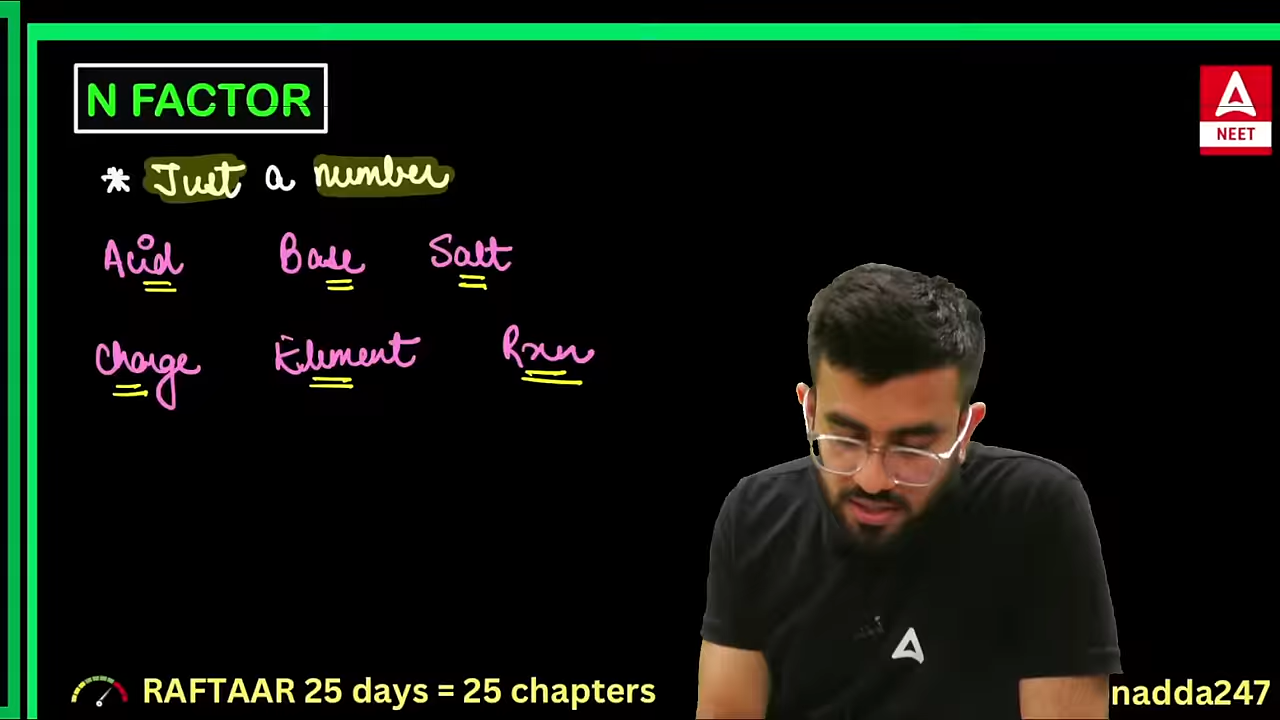 N FACTOR
NEET
* Just a number
Acid Base Salt
Charge Element Rxn
RAFTAAR 25 days = 25 chapters
nadda247